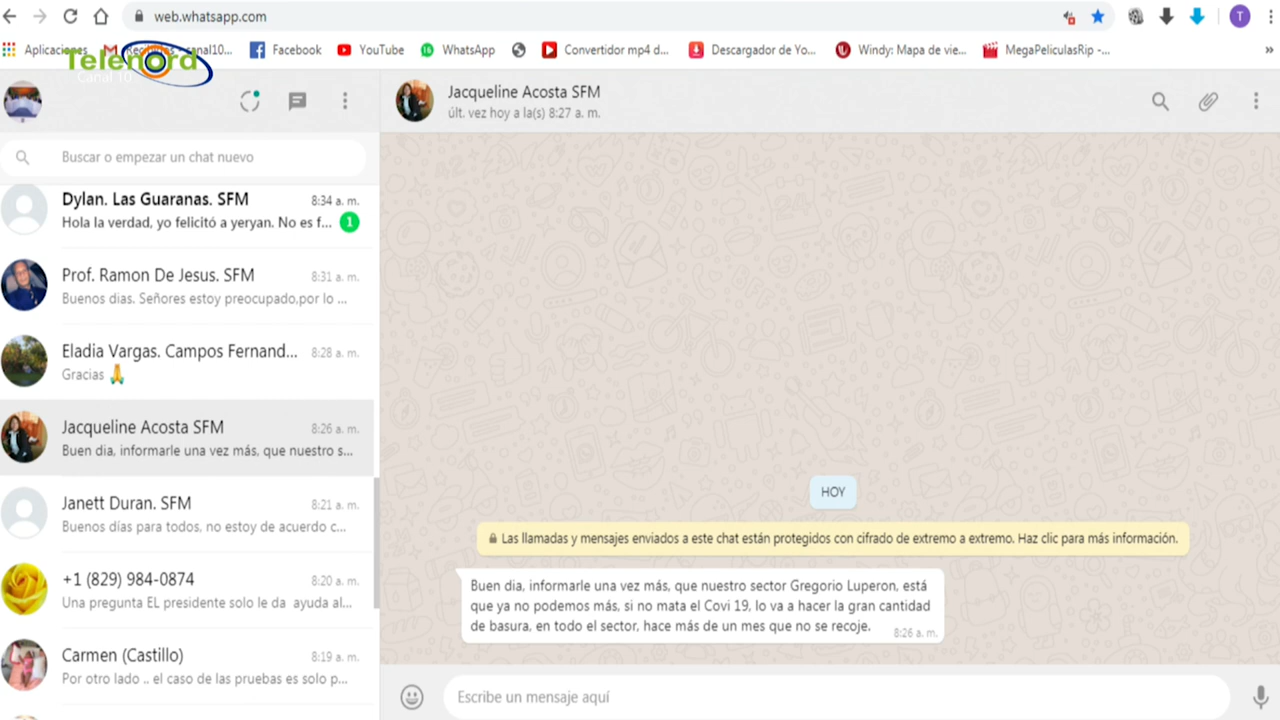 web.whatsapp.com
T
Aplicaciones
Recibidos - canal10...
Facebook
YouTube
WhatsApp
Convertidor mp4 d...
Descargador de Yo...
Windy: Mapa de vie...
MegaPeliculasRip -...
»
Telenord
Canal 10
Buscar o empezar un chat nuevo
Dylan. Las Guaranas. SFM 8:34 a. m.
Hola la verdad, yo felicitó a yeryan. No es f... 1
Prof. Ramon De Jesus. SFM 8:31 a. m.
Buenos dias. Señores estoy preocupado,por lo ...
Eladia Vargas. Campos Fernand... 8:28 a. m.
Gracias 🙏
Jacqueline Acosta SFM 8:26 a. m.
Buen dia, informarle una vez más, que nuestro s...
Janett Duran. SFM 8:21 a. m.
Buenos días para todos, no estoy de acuerdo c...
+1 (829) 984-0874 8:20 a. m.
Una pregunta EL presidente solo le da ayuda al...
Carmen (Castillo) 8:19 a. m.
Por otro lado .. el caso de las pruebas es solo p...
Jacqueline Acosta SFM
últ. vez hoy a la(s) 8:27 a. m.
HOY
Las llamadas y mensajes enviados a este chat están protegidos con cifrado de extremo a extremo. Haz clic para más información.
Buen dia, informarle una vez más, que nuestro sector Gregorio Luperon, está
que ya no podemos más, si no mata el Covi 19, lo va a hacer la gran cantidad
de basura, en todo el sector, hace más de un mes que no se recoje. 8:26 a. m.
Escribe un mensaje aquí